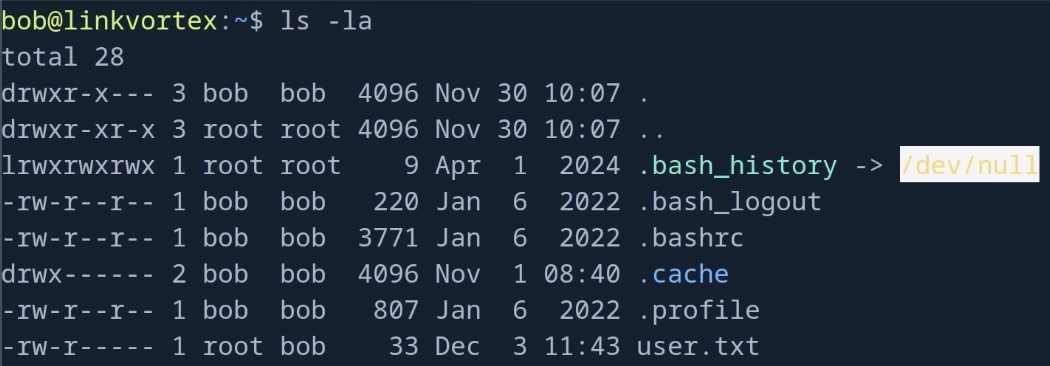 bob@linkvortex:~$ ls -la
total 28
drwxr-x--- 3 bob  bob  4096 Nov 30 10:07 .
drwxr-xr-x 3 root root 4096 Nov 30 10:07 ..
lrwxrwxrwx 1 root root    9 Apr  1  2024 .bash_history -> /dev/null
-rw-r--r-- 1 bob  bob   220 Jan  6  2022 .bash_logout
-rw-r--r-- 1 bob  bob  3771 Jan  6  2022 .bashrc
drwx------ 2 bob  bob  4096 Nov  1 08:40 .cache
-rw-r--r-- 1 bob  bob   807 Jan  6  2022 .profile
-rw-r----- 1 root bob    33 Dec  3 11:43 user.txt